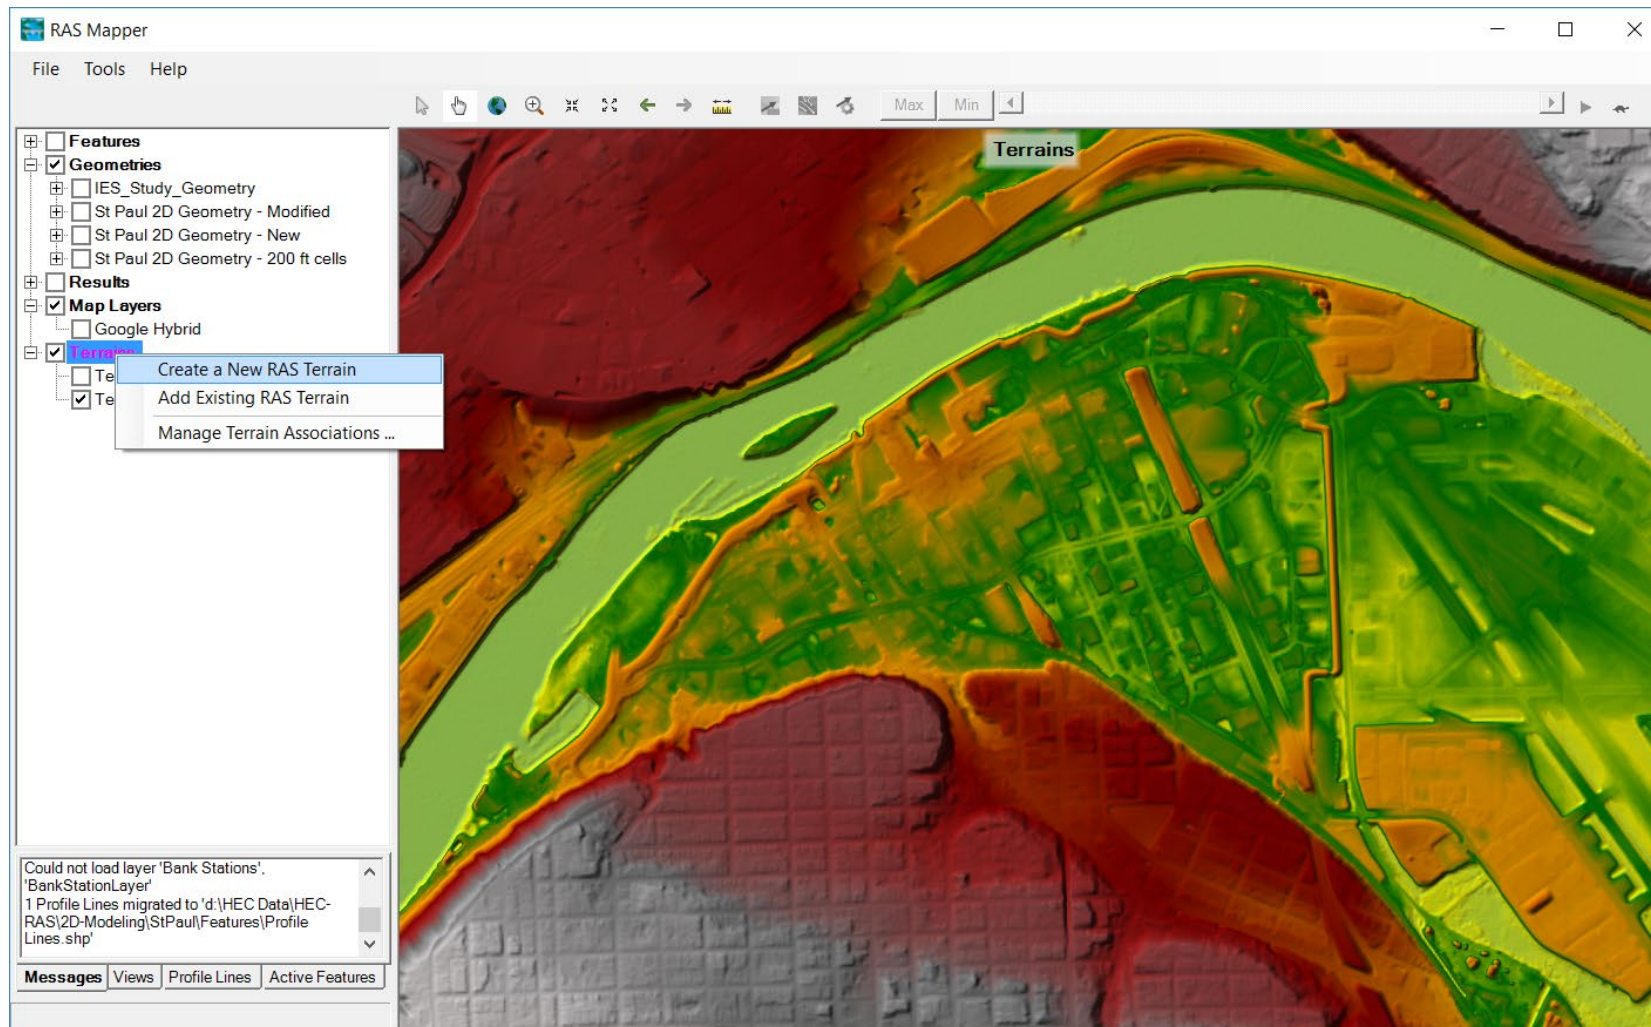 RAS Mapper
File Tools Help
Max Min
Features
Geometries
IES_Study_Geometry
St Paul 2D Geometry - Modified
St Paul 2D Geometry - New
St Paul 2D Geometry - 200 ft cells
Results
Map Layers
Google Hybrid
Terrains
Te
Te
Create a New RAS Terrain
Add Existing RAS Terrain
Manage Terrain Associations ...
Terrains
Could not load layer 'Bank Stations',
'BankStationLayer'
1 Profile Lines migrated to 'd:\HEC Data\HEC-
RAS\2D-Modeling\StPaul\Features\Profile
Lines.shp'
Messages Views Profile Lines Active Features